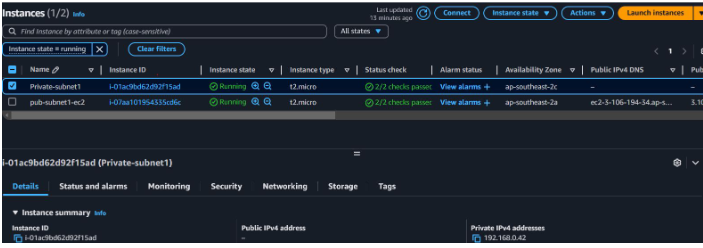 Instances (1/2) Info
Last updated
13 minutes ago
Connect
Instance state
Actions
Launch instances
Find Instance by attribute or tag (case-sensitive)
All states
Instance state = running
Clear filters
1
Name
Instance ID
Instance state
Instance type
Status check
Alarm status
Availability Zone
Public IPv4 DNS
Pub
Private-subnet1
i-01ac9bd62d92f15ad
Running
t2.micro
2/2 checks passec
View alarms +
ap-southeast-2c
–
–
pub-subnet1-ec2
i-07aa101954335cd6c
Running
t2.micro
2/2 checks passec
View alarms +
ap-southeast-2a
ec2-3-106-194-34.ap-s...
3.10
i-01ac9bd62d92f15ad (Private-subnet1)
Details
Status and alarms
Monitoring
Security
Networking
Storage
Tags
Instance summary Info
Instance ID
Public IPv4 address
Private IPv4 addresses
i-01ac9bd62d92f15ad
–
192.168.0.42